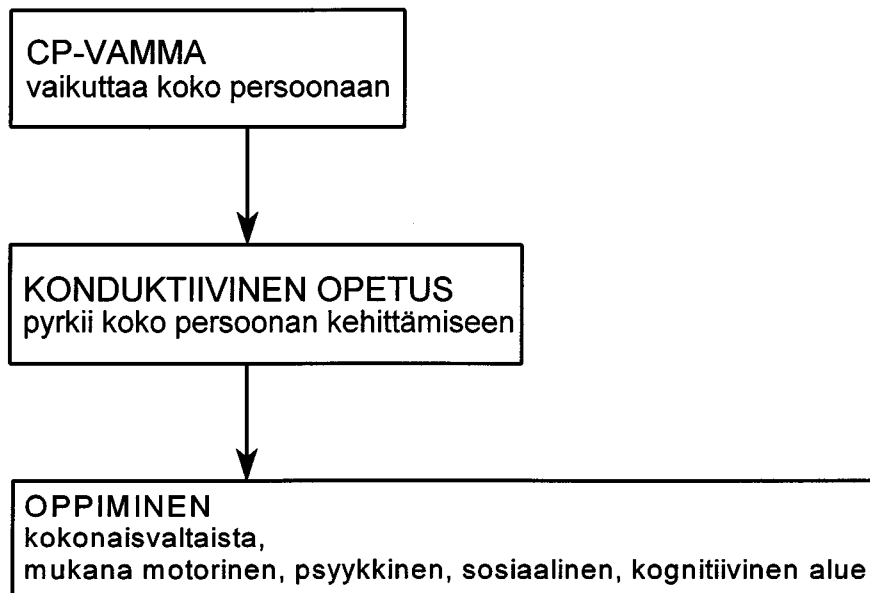 CP-VAMMA
vaikuttaa koko persoonaan
KONDUKTIIVINEN OPETUS
pyrkii koko persoonan kehittämiseen
OPPIMINEN
kokonaisvaltaista,
mukana motorinen, psyykkinen, sosiaalinen, kognitiivinen alue